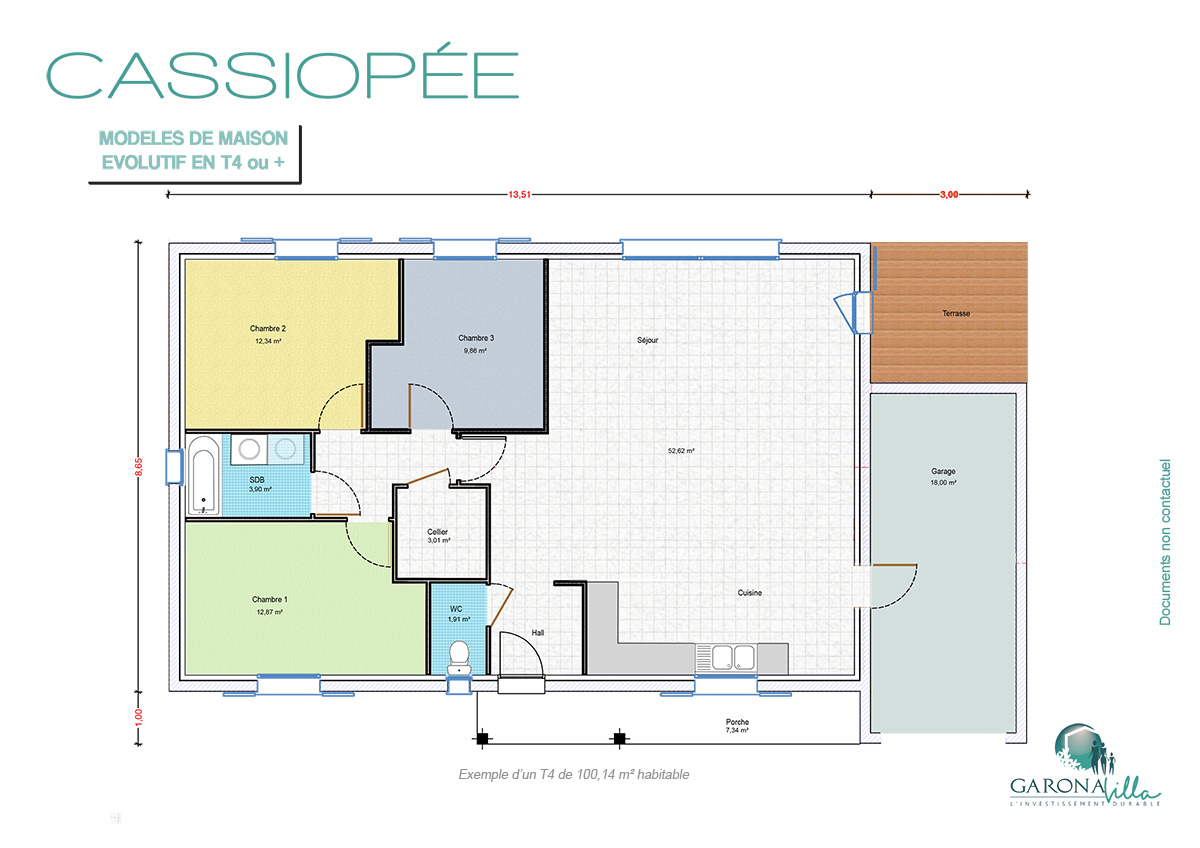 CASSIOPÉE
MODELES DE MAISON
EVOLUTIF EN T4 ou +
13,51
3,00
8,65
1,00
Chambre 2
12,34 m²
Chambre 3
9,86 m²
Séjour
52,62 m²
Terrasse
SDB
3,90 m²
Cellier
3,01 m²
Garage
18,00 m²
Chambre 1
12,87 m²
WC
1,91 m²
Hall
Cuisine
Porche
7,34 m²
Exemple d'un T4 de 100,14 m² habitable
Documents non contactuel
GARONA Villa
L'INVESTISSEMENT DURABLE